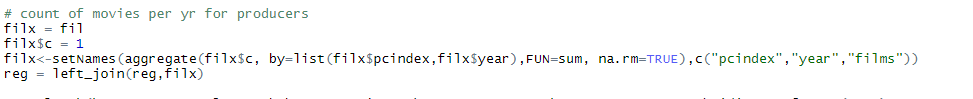 # count of movies per yr for producers
filx = fil
filx$c = 1
filx<-setNames(aggregate(filx$c, by=list(filx$pcindex,filx$year),FUN=sum, na.rm=TRUE),c("pcindex","year","films"))
reg = left_join(reg,filx)